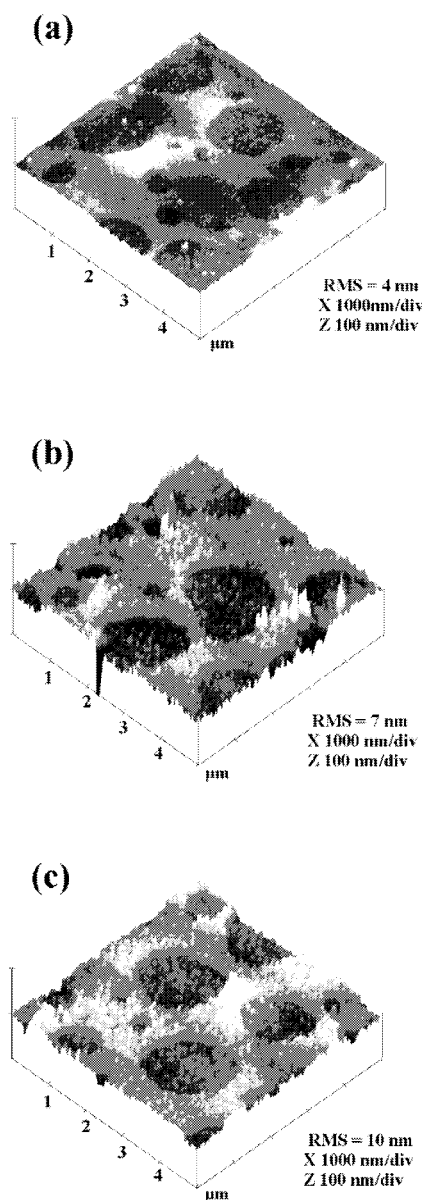 (a)
1
2
3
4
µm
RMS = 4 nm
X 1000nm/div
Z 100 nm/div
(b)
1
2
3
4
µm
RMS = 7 nm
X 1000 nm/div
Z 100 nm/div
(c)
1
2
3
4
µm
RMS = 10 nm
X 1000 nm/div
Z 100 nm/div